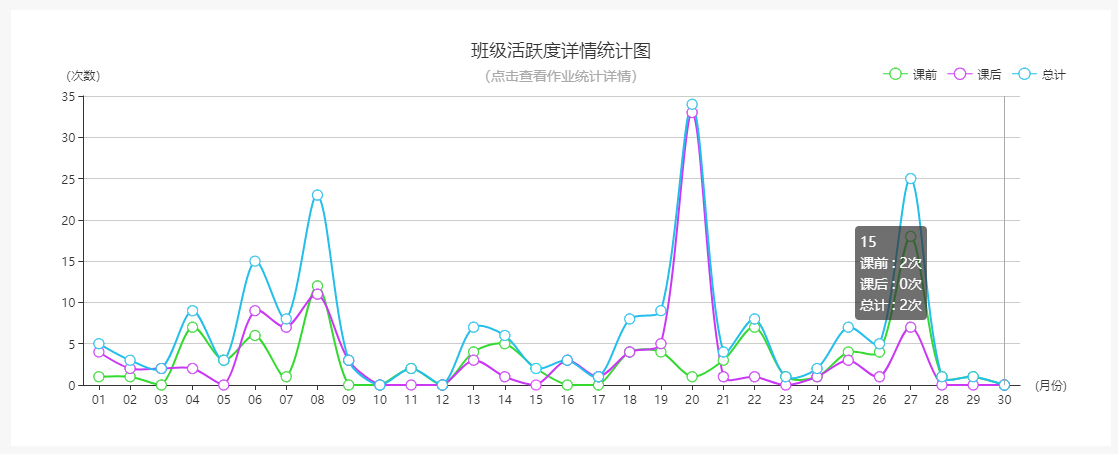 班级活跃度详情统计图
（点击查看作业统计详情）
（次数）
课前 课后 总计
35
30
25
20
15
10
5
0
15
课前 : 2次
课后 : 0次
总计 : 2次
01 02 03 04 05 06 07 08 09 10 11 12 13 14 15 16 17 18 19 20 21 22 23 24 25 26 27 28 29 30
（月份）